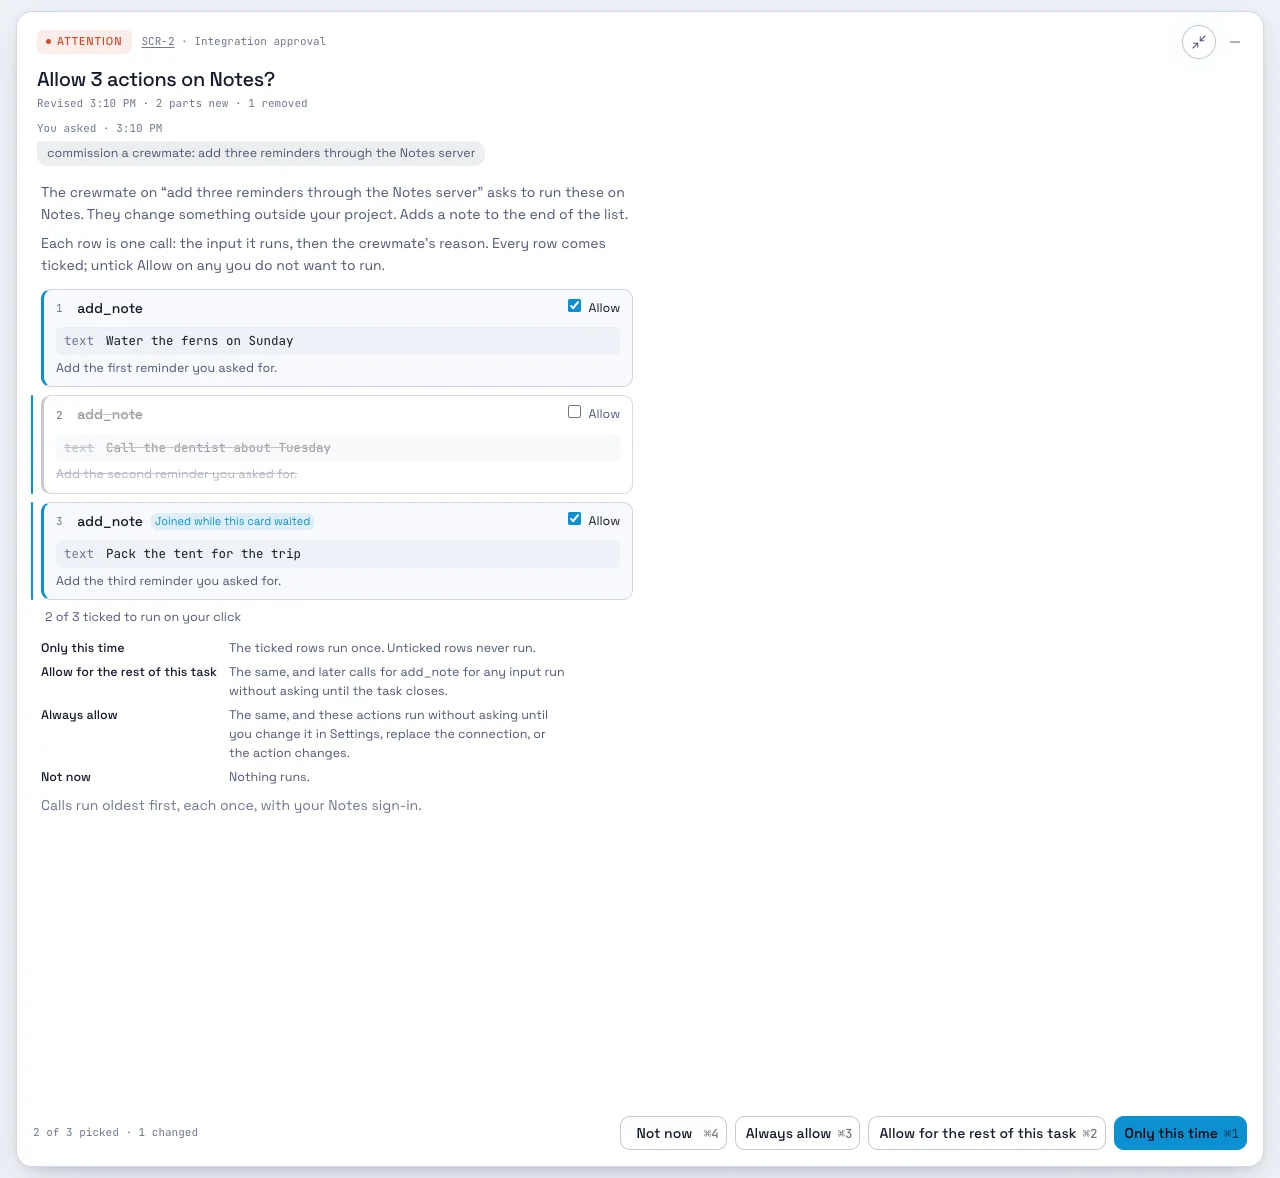 ATTENTION SCR-2 · Integration approval
Allow 3 actions on Notes?
Revised 3:10 PM · 2 parts new · 1 removed
You asked · 3:10 PM
commission a crewmate: add three reminders through the Notes server
The crewmate on “add three reminders through the Notes server” asks to run these on
Notes. They change something outside your project. Adds a note to the end of the list.
Each row is one call: the input it runs, then the crewmate’s reason. Every row comes
ticked; untick Allow on any you do not want to run.
1 add_note Allow
text Water the ferns on Sunday
Add the first reminder you asked for.
2 add_note Allow
text Call the dentist about Tuesday
Add the second reminder you asked for.
3 add_note Joined while this card waited Allow
text Pack the tent for the trip
Add the third reminder you asked for.
2 of 3 ticked to run on your click
Only this time The ticked rows run once. Unticked rows never run.
Allow for the rest of this task The same, and later calls for add_note for any input run
without asking until the task closes.
Always allow The same, and these actions run without asking until
you change it in Settings, replace the connection, or
the action changes.
Not now Nothing runs.
Calls run oldest first, each once, with your Notes sign-in.
2 of 3 picked · 1 changed Not now ⌘4 Always allow ⌘3 Allow for the rest of this task ⌘2 Only this time ⌘1